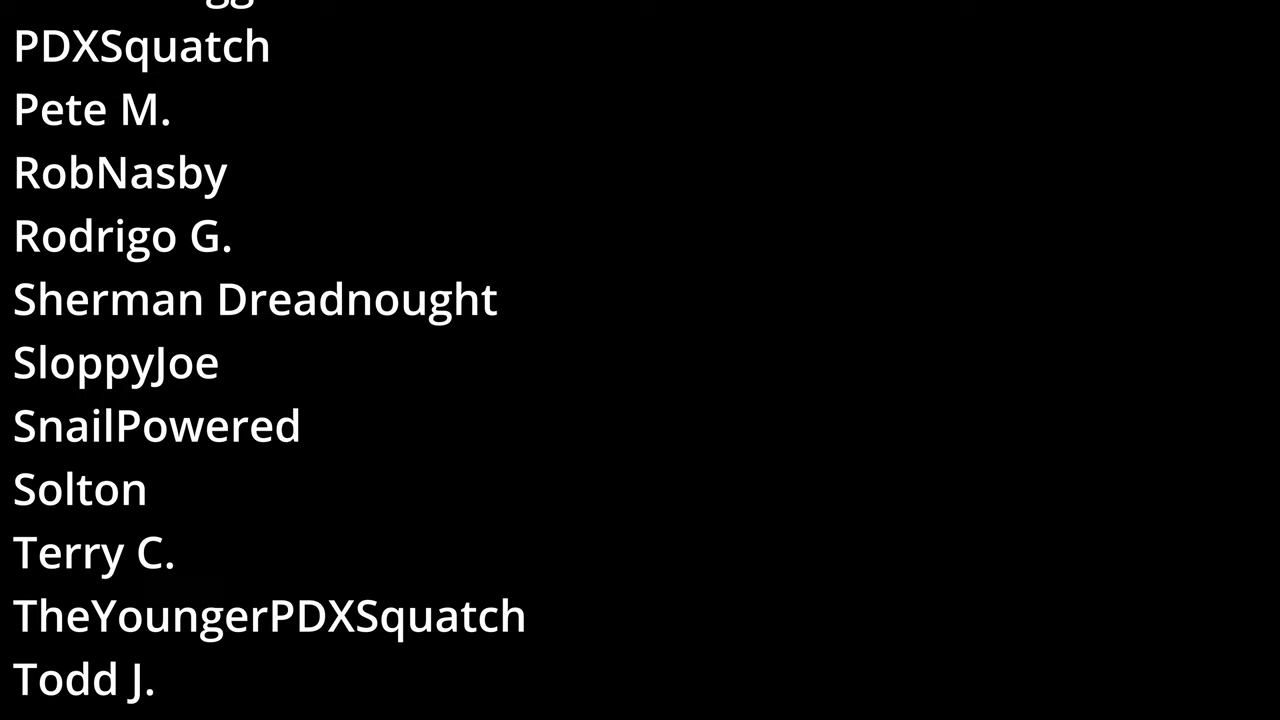 PDXSquatch
Pete M.
RobNasby
Rodrigo G.
Sherman Dreadnought
SloppyJoe
SnailPowered
Solton
Terry C.
TheYoungerPDXSquatch
Todd J.